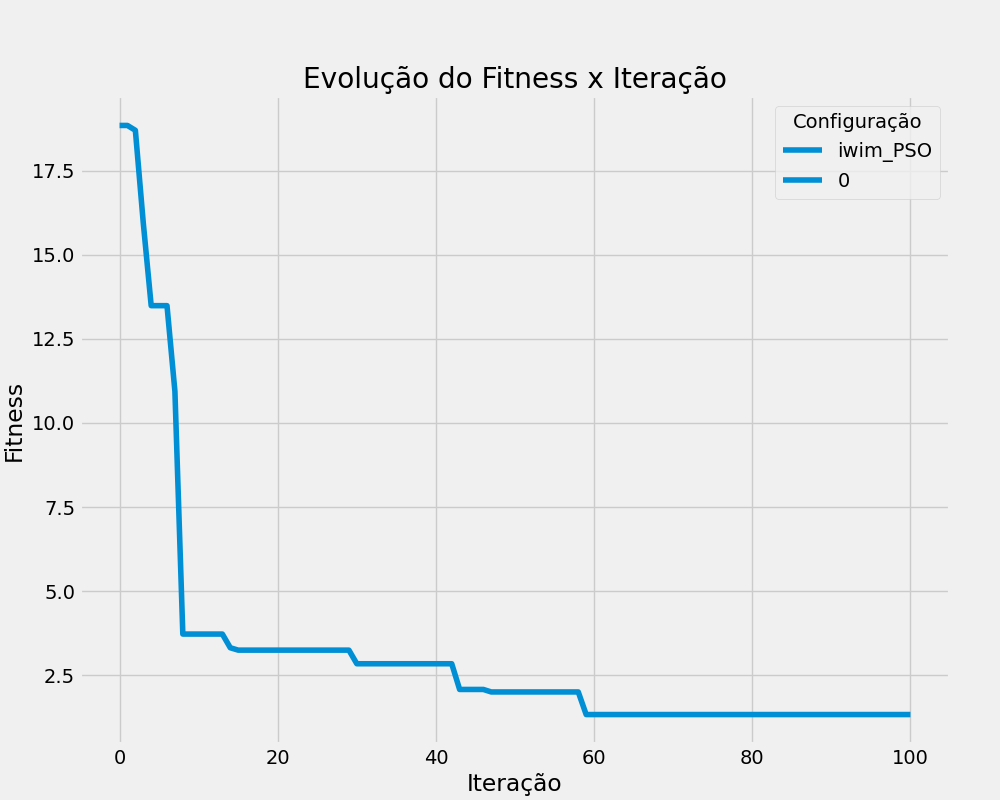 Evolução do Fitness x Iteração
Configuração
iwim_PSO
0
17.5
15.0
12.5
10.0
7.5
5.0
2.5
Fitness
0 20 40 60 80 100
Iteração